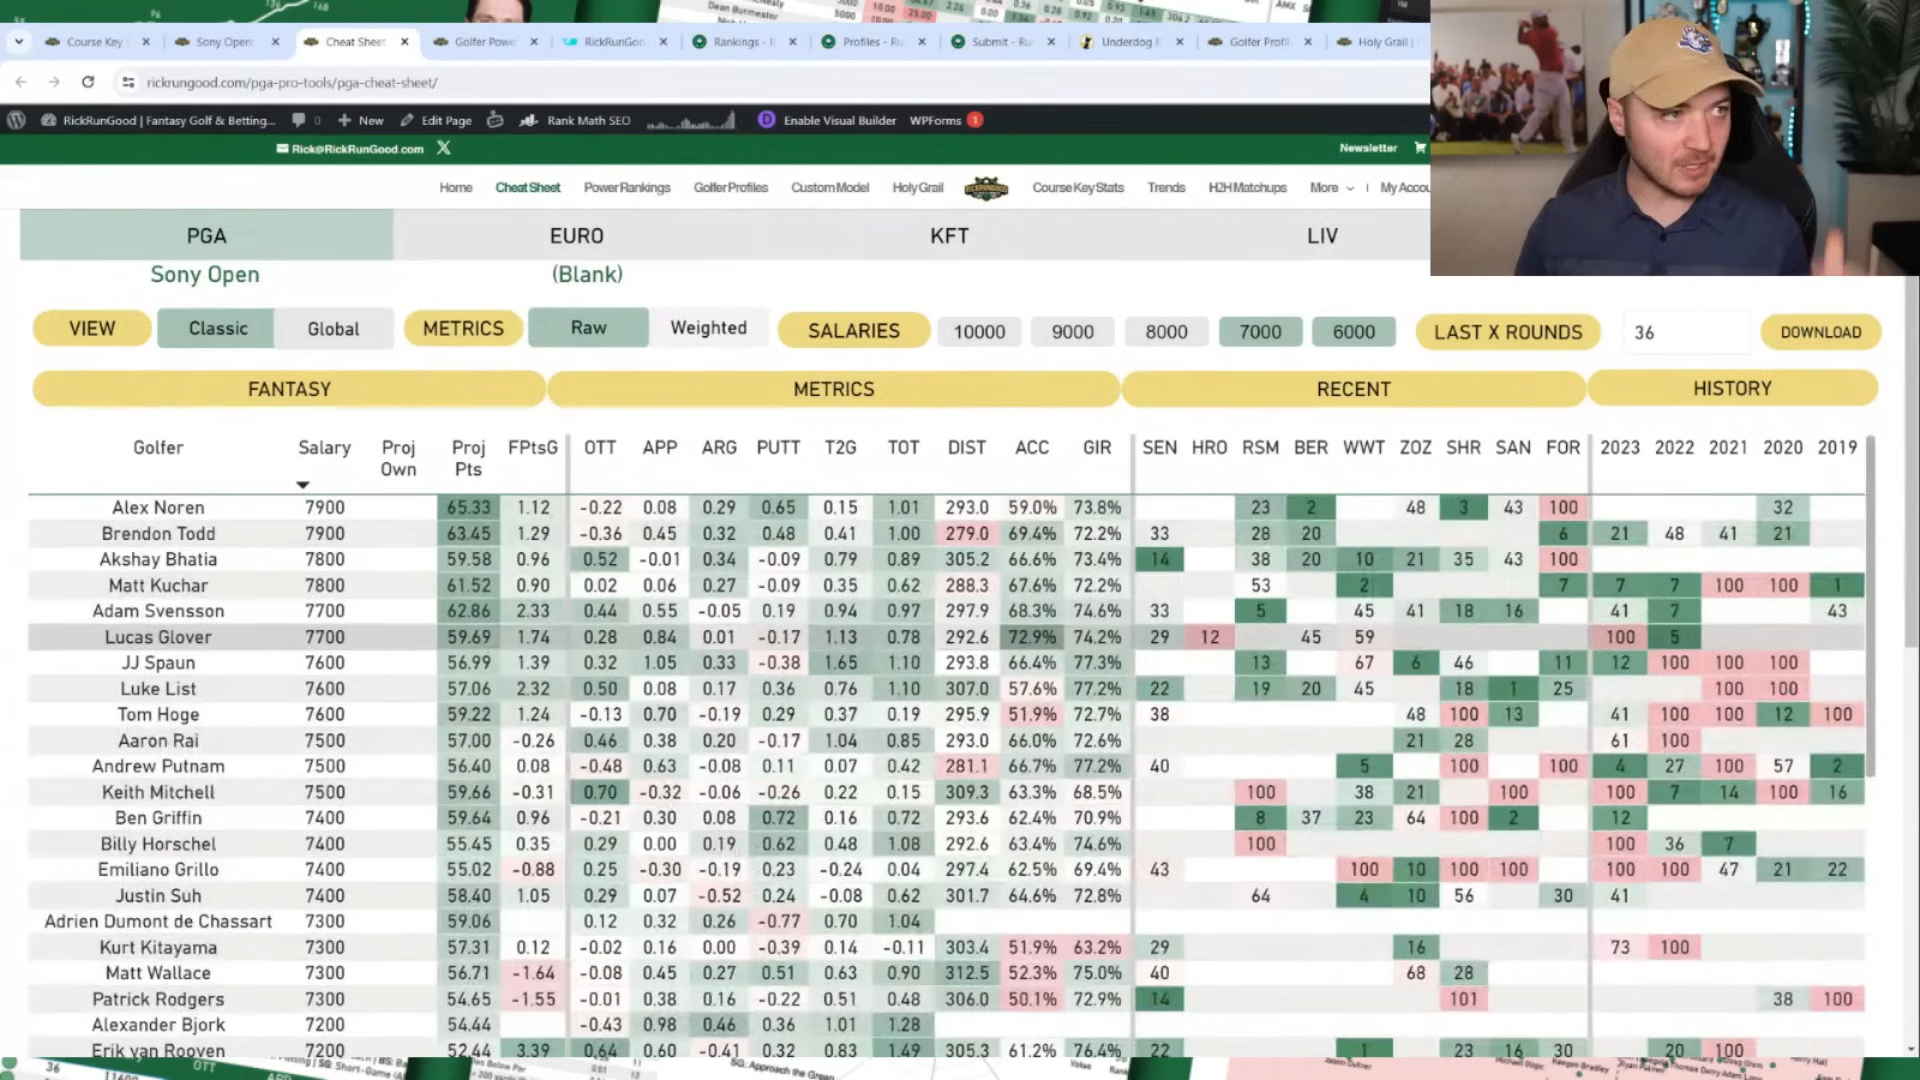 Dean Burmester
Course Key
Sony Open:
Cheat Sheet
Golfer Powe
RickRunGoo
Rankings - 
Profiles - Ru
Submit - Ru
Underdog
Golfer Profil
Holy Grail
rickrungood.com/pga-pro-tools/pga-cheat-sheet/
RickRunGood | Fantasy Golf & Betting... 0 New Edit Page Rank Math SEO Enable Visual Builder WPForms 1
Rick@RickRunGood.com Newsletter
Home Cheat Sheet Power Rankings Golfer Profiles Custom Model Holy Grail RICKRUNGOOD Course Key Stats Trends H2H Matchups More My Accou
PGA EURO KFT LIV
Sony Open (Blank)
VIEW Classic Global METRICS Raw Weighted SALARIES 10000 9000 8000 7000 6000 LAST X ROUNDS 36 DOWNLOAD
FANTASY METRICS RECENT HISTORY
Golfer Salary Proj Own Proj Pts FPtsG OTT APP ARG PUTT T2G TOT DIST ACC GIR SEN HRO RSM BER WWT ZOZ SHR SAN FOR 2023 2022 2021 2020 2019
Alex Noren 7900 65.33 1.12 -0.22 0.08 0.29 0.65 0.15 1.01 293.0 59.0% 73.8% 23 2 48 3 43 100 32
Brendon Todd 7900 63.45 1.29 -0.36 0.45 0.32 0.48 0.41 1.00 279.0 69.4% 72.2% 33 28 20 6 21 48 41 21
Akshay Bhatia 7800 59.58 0.96 0.52 -0.01 0.34 -0.09 0.79 0.89 305.2 66.6% 73.4% 14 38 20 10 21 35 43 100
Matt Kuchar 7800 61.52 0.90 0.02 0.06 0.27 -0.09 0.35 0.62 288.3 67.6% 72.2% 53 2 7 7 7 100 100 1
Adam Svensson 7700 62.86 2.33 0.44 0.55 -0.05 0.19 0.94 0.97 297.9 68.3% 74.6% 33 5 45 41 18 16 41 7 43
Lucas Glover 7700 59.69 1.74 0.28 0.84 0.01 -0.17 1.13 0.78 292.6 72.9% 74.2% 29 12 45 59 100 5
JJ Spaun 7600 56.99 1.39 0.32 1.05 0.33 -0.38 1.65 1.10 293.8 66.4% 77.3% 13 67 6 46 11 12 100 100 100
Luke List 7600 57.06 2.32 0.50 0.08 0.17 0.36 0.76 1.10 307.0 57.6% 77.2% 22 19 20 45 18 1 25 100 100
Tom Hoge 7600 59.22 1.24 -0.13 0.70 -0.19 0.29 0.37 0.19 295.9 51.9% 72.7% 38 48 100 13 41 100 100 12 100
Aaron Rai 7500 57.00 -0.26 0.46 0.38 0.20 -0.17 1.04 0.85 293.0 66.0% 72.6% 21 28 61 100
Andrew Putnam 7500 56.40 0.08 -0.48 0.63 -0.08 0.11 0.07 0.42 281.1 66.7% 77.2% 40 5 100 100 4 27 100 57 2
Keith Mitchell 7500 59.66 -0.31 0.70 -0.32 -0.06 -0.26 0.22 0.15 309.3 63.3% 68.5% 100 38 21 100 100 7 14 100 16
Ben Griffin 7400 59.64 0.96 -0.21 0.30 0.08 0.72 0.16 0.72 293.6 62.4% 70.9% 8 37 23 64 100 2 12
Billy Horschel 7400 55.45 0.35 0.29 0.00 0.19 0.62 0.48 1.08 292.6 63.4% 74.6% 100 100 36 7
Emiliano Grillo 7400 55.02 -0.88 0.25 -0.30 -0.19 0.23 -0.24 0.04 297.4 62.5% 69.4% 43 100 10 100 100 100 100 47 21 22
Justin Suh 7400 58.40 1.05 0.29 0.07 -0.52 0.24 -0.08 0.62 301.7 64.6% 72.8% 64 4 10 56 30 41
Adrien Dumont de Chassart 7300 59.06 0.12 0.32 0.26 -0.77 0.70 1.04
Kurt Kitayama 7300 57.31 0.12 -0.02 0.16 0.00 -0.39 0.14 -0.11 303.4 51.9% 63.2% 29 16 73 100
Matt Wallace 7300 56.71 -1.64 -0.08 0.45 0.27 0.51 0.63 0.90 312.5 52.3% 75.0% 40 68 28
Patrick Rodgers 7300 54.65 -1.55 -0.01 0.38 0.16 -0.22 0.51 0.48 306.0 50.1% 72.9% 14 101 38 100
Alexander Bjork 7200 54.44 -0.43 0.98 0.46 0.36 1.01 1.28
Erik van Rooyen 7200 52.44 3.39 0.64 0.60 -0.41 0.32 0.83 1.49 305.3 61.2% 76.4% 22 1 23 16 30 20 100
36 OTT SG: Approach the Green Value